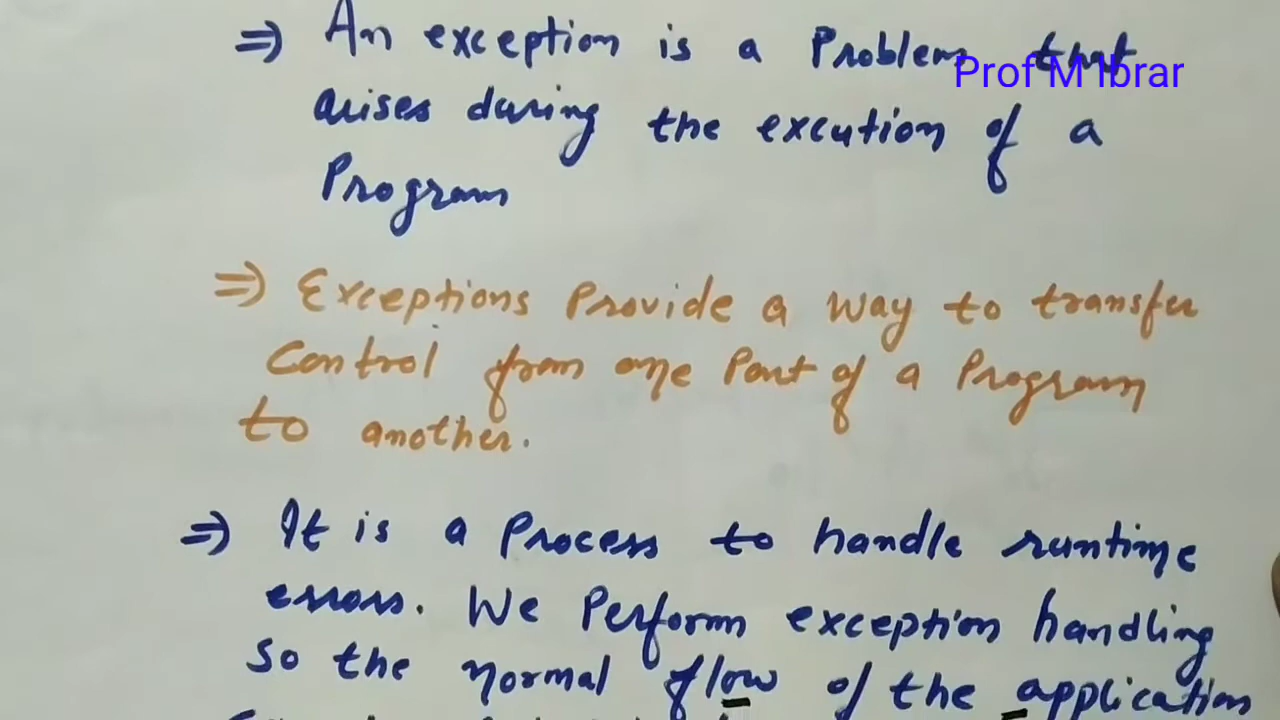 ⇒ An exception is a Problem that
Prof M Ibrar
arises during the excution of a
Program
⇒ Exceptions Provide a way to transfer
Control from one Part of a Program
to another.
⇒ It is a Process to handle runtime
errors. We Perform exception handling
So the normal flow of the application